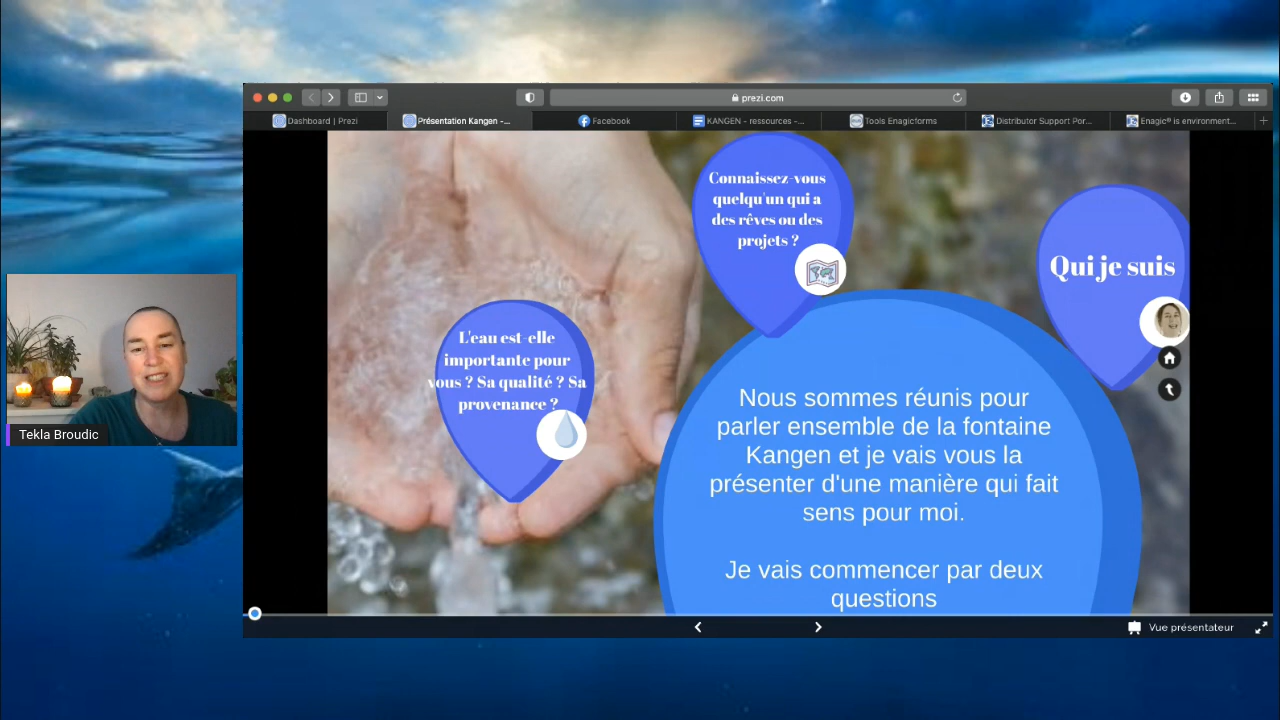 prezi.com
Dashboard | Prezi
Présentation Kangen -...
Facebook
KANGEN - ressources -...
Tools Enagicforms
Distributor Support Por...
Enagic® is environment...
Connaissez-vous
quelqu'un qui a
des rêves ou des
projets ?
Qui je suis
L'eau est-elle
importante pour
vous ? Sa qualité ? Sa
provenance ?
Nous sommes réunis pour
parler ensemble de la fontaine
Kangen et je vais vous la
présenter d'une manière qui fait
sens pour moi.
Je vais commencer par deux
questions
Tekla Broudic
Vue présentateur